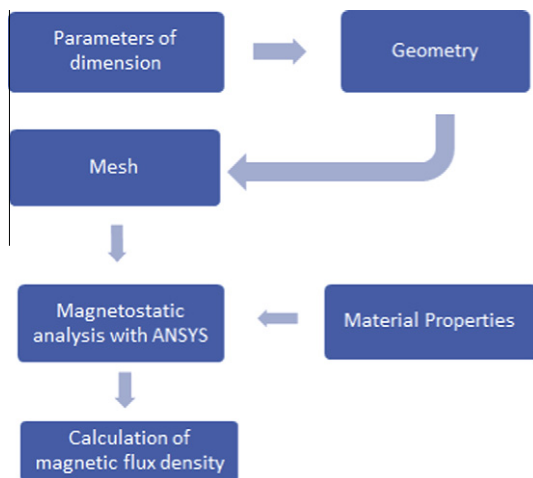 Parameters of
dimension
Geometry
Mesh
Magnetostatic
analysis with ANSYS
Material Properties
Calculation of
magnetic flux density